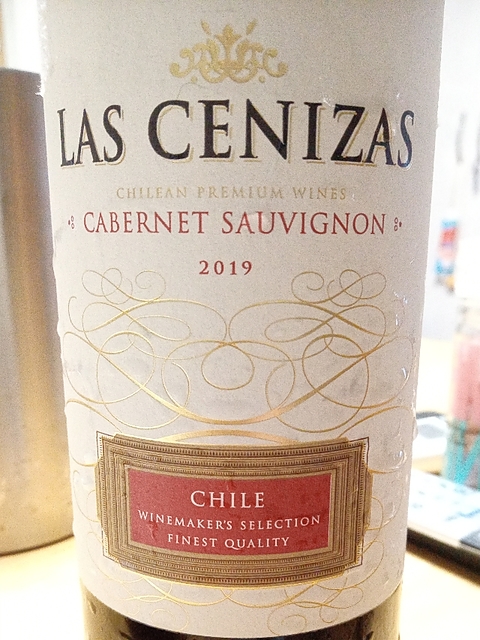 LAS CENIZAS
CHILEAN PREMIUM WINES
CABERNET SAUVIGNON
2019
CHILE
WINEMAKER'S SELECTION
FINEST QUALITY